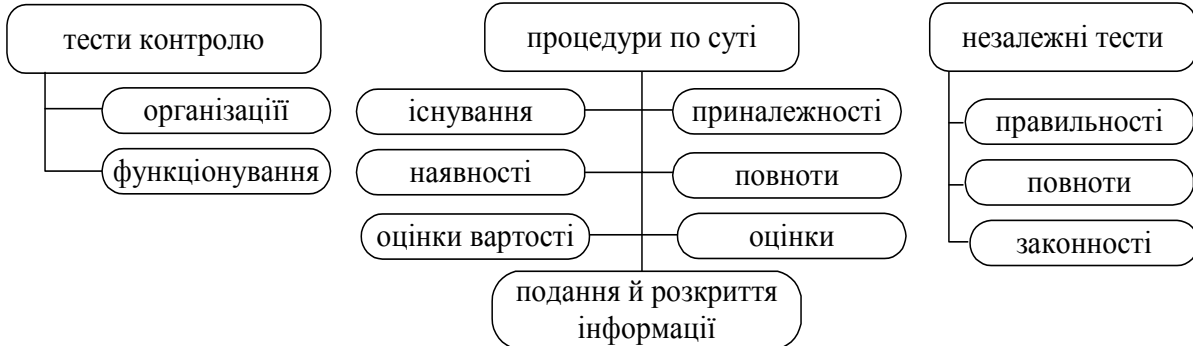 тести контролю
організаціїї
функціонування
процедури по суті
існування
приналежності
наявності
повноти
оцінки вартості
оцінки
подання й розкриття
інформації
незалежні тести
правильності
повноти
законності